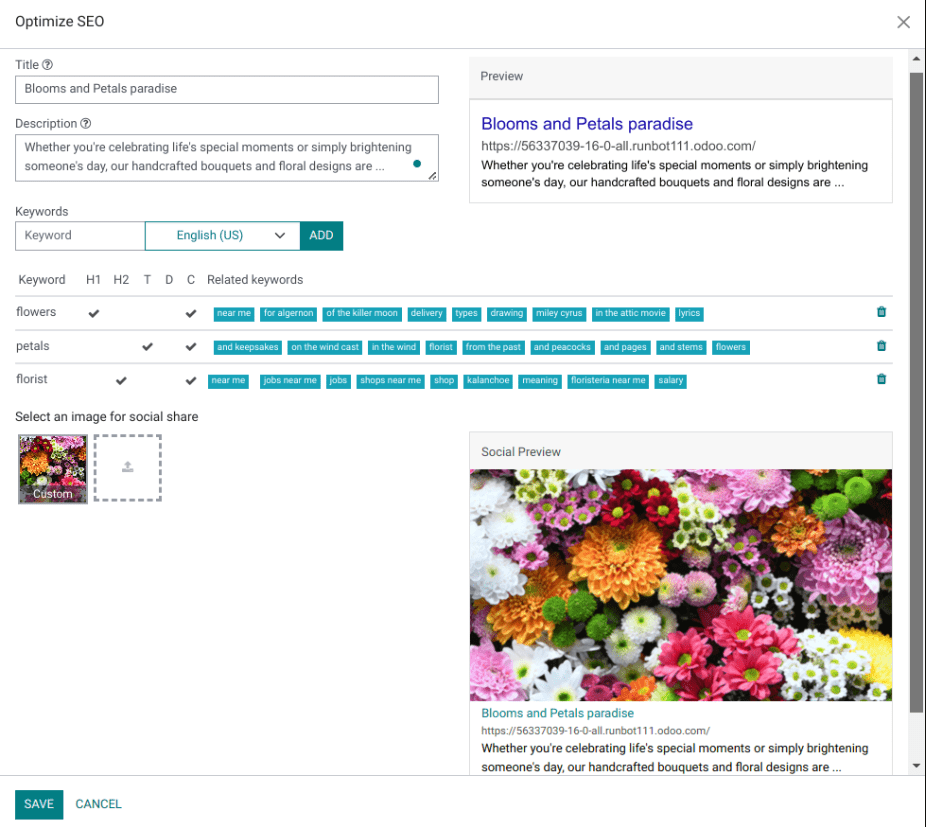 Optimize SEO
Title
Blooms and Petals paradise
Description
Whether you're celebrating life's special moments or simply brightening
someone's day, our handcrafted bouquets and floral designs are ...
Preview
Blooms and Petals paradise
https://56337039-16-0-all.runbot111.odoo.com/
Whether you're celebrating life's special moments or simply brightening
someone's day, our handcrafted bouquets and floral designs are ...
Keywords
Keyword English (US) ADD
Keyword H1 H2 T D C Related keywords
flowers near me for algernon of the killer moon delivery types drawing miley cyrus in the attic movie lyrics
petals and keepsakes on the wind cast in the wind florist from the past and peacocks and pages and stems flowers
florist near me jobs near me jobs shops near me shop kalanchoe meaning floristeria near me salary
Select an image for social share
Custom
Social Preview
Blooms and Petals paradise
https://56337039-16-0-all.runbot111.odoo.com/
Whether you're celebrating life's special moments or simply brightening
someone's day, our handcrafted bouquets and floral designs are ...
SAVE CANCEL